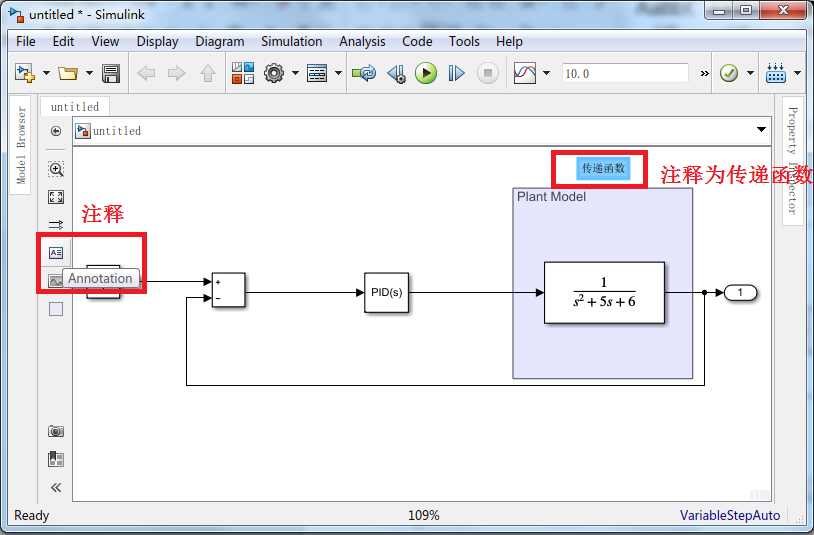 untitled * - Simulink
File Edit View Display Diagram Simulation Analysis Code Tools Help
10.0
»
Model Browser
untitled
untitled
Property Inspector
传递函数
注释为传递函数
注释
Plant Model
A
Annotation
+
−
PID(s)
1
s² + 5s + 6
1
Ready
109%
VariableStepAuto